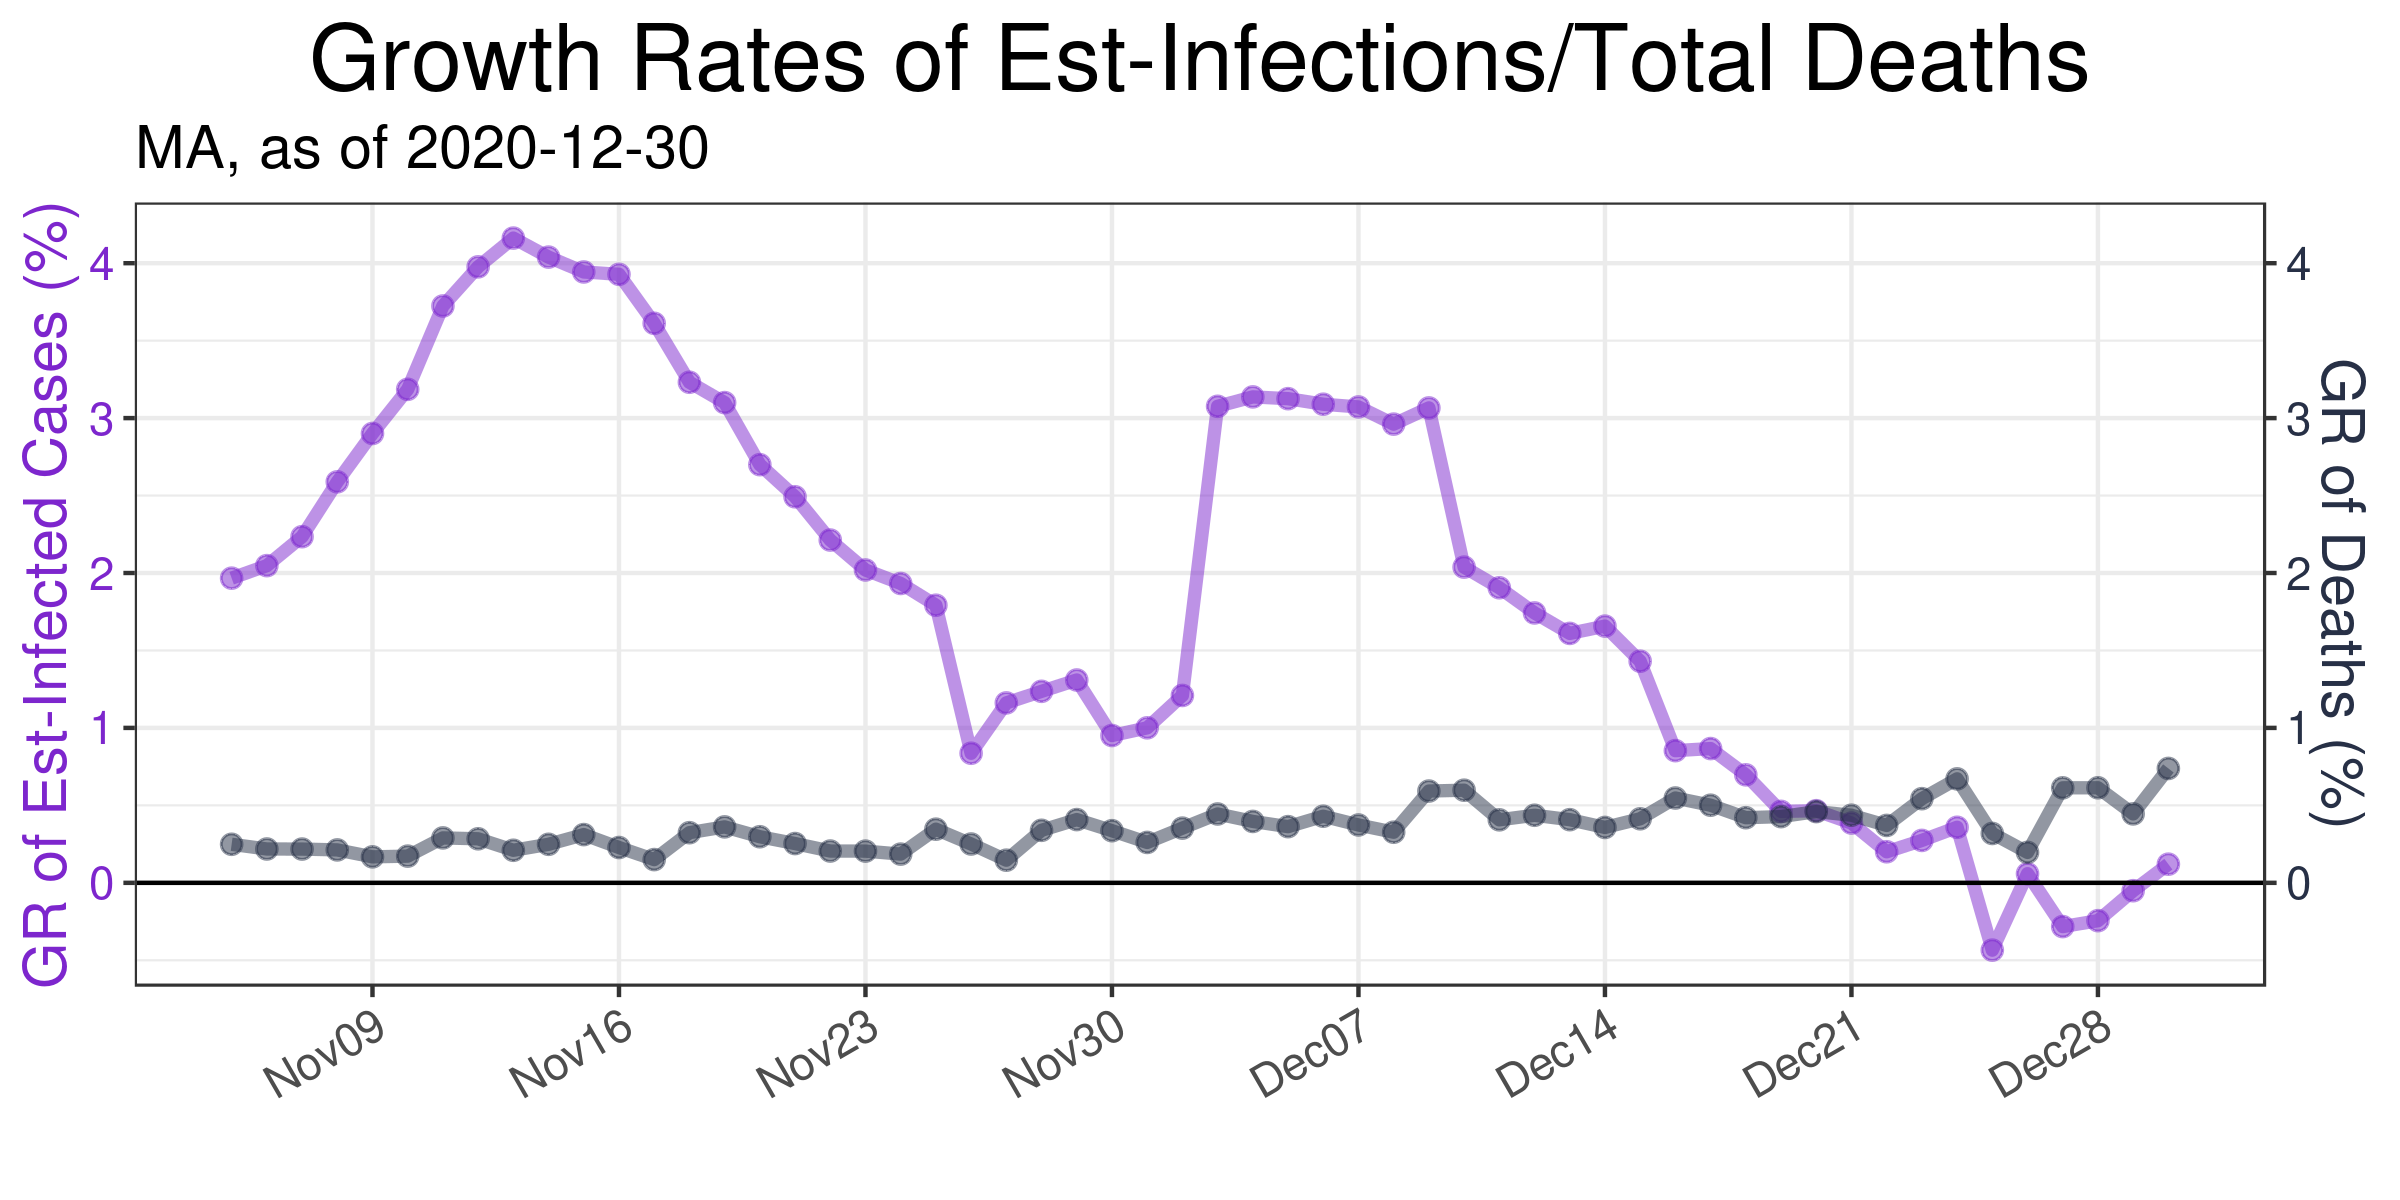 Growth Rates of Est-Infections/Total Deaths
MA, as of 2020-12-30
GR of Est-Infected Cases (%)
4
3
2
1
0
4
3
2
1
0
GR of Deaths (%)
Nov09
Nov16
Nov23
Nov30
Dec07
Dec14
Dec21
Dec28